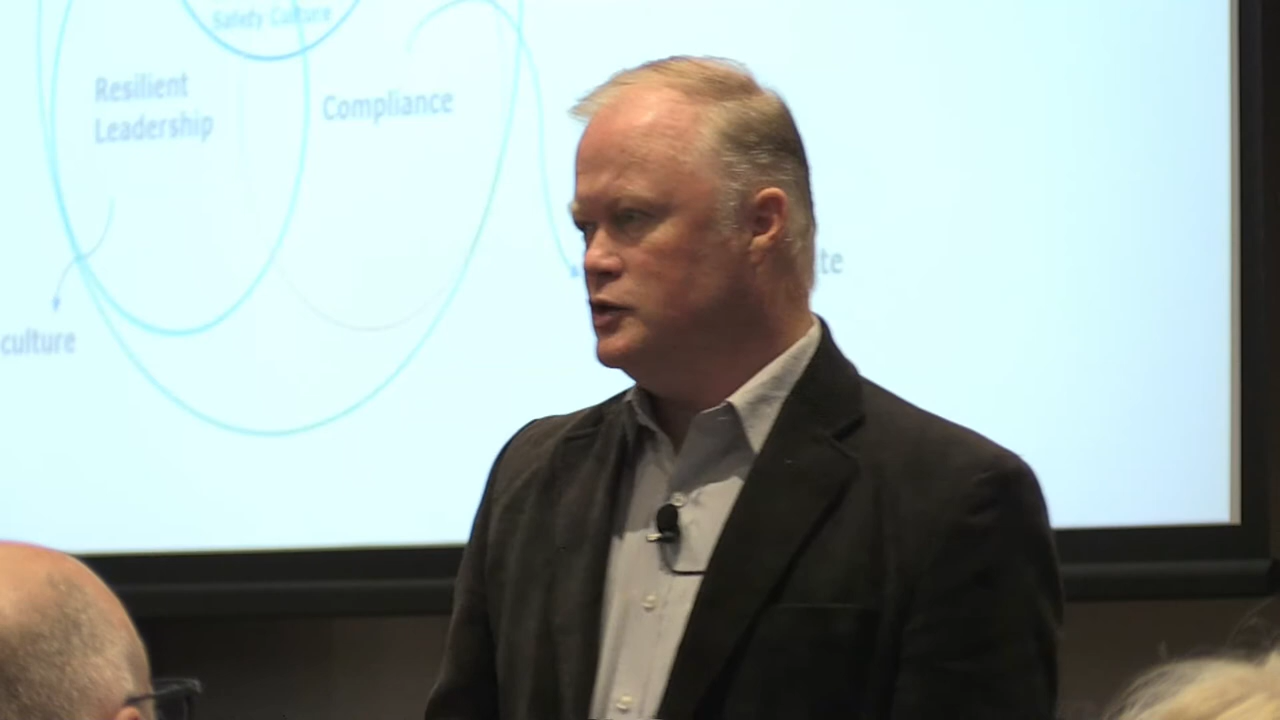 Safety Culture
Resilient
Leadership
Compliance
culture